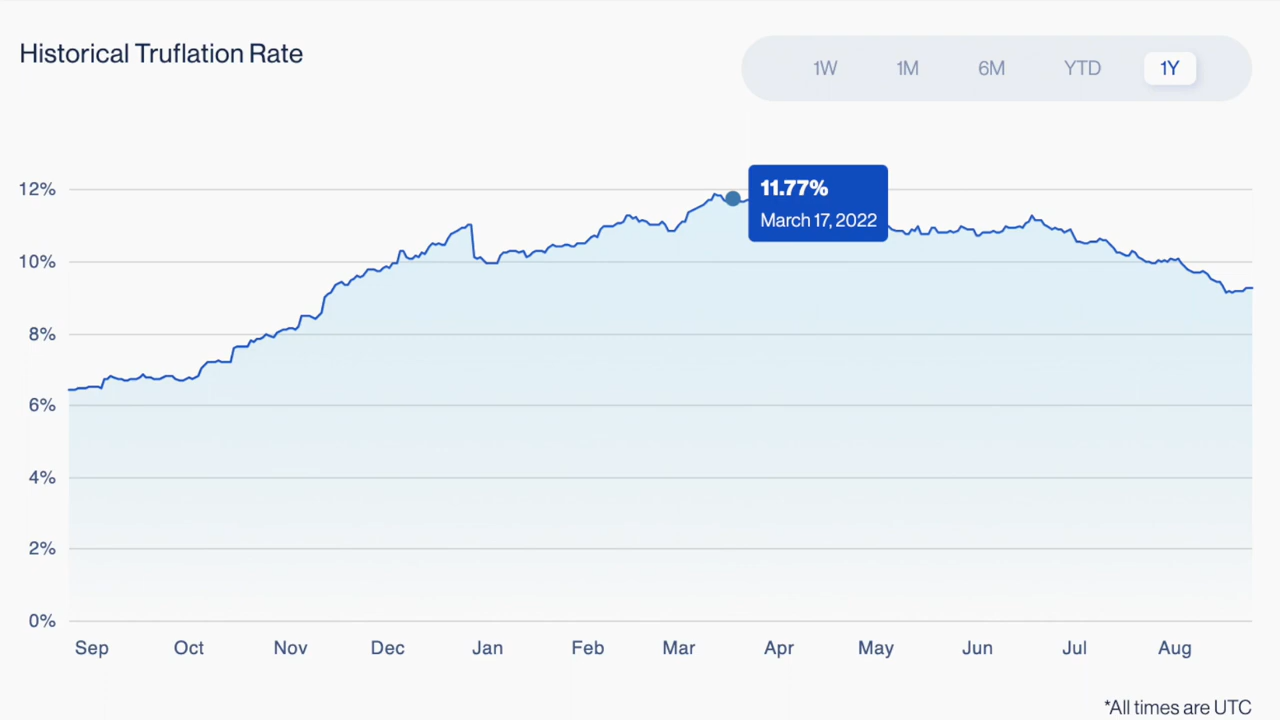 Historical Truflation Rate
1W 1M 6M YTD 1Y
12%
11.77%
March 17, 2022
10%
8%
6%
4%
2%
0%
Sep Oct Nov Dec Jan Feb Mar Apr May Jun Jul Aug
*All times are UTC